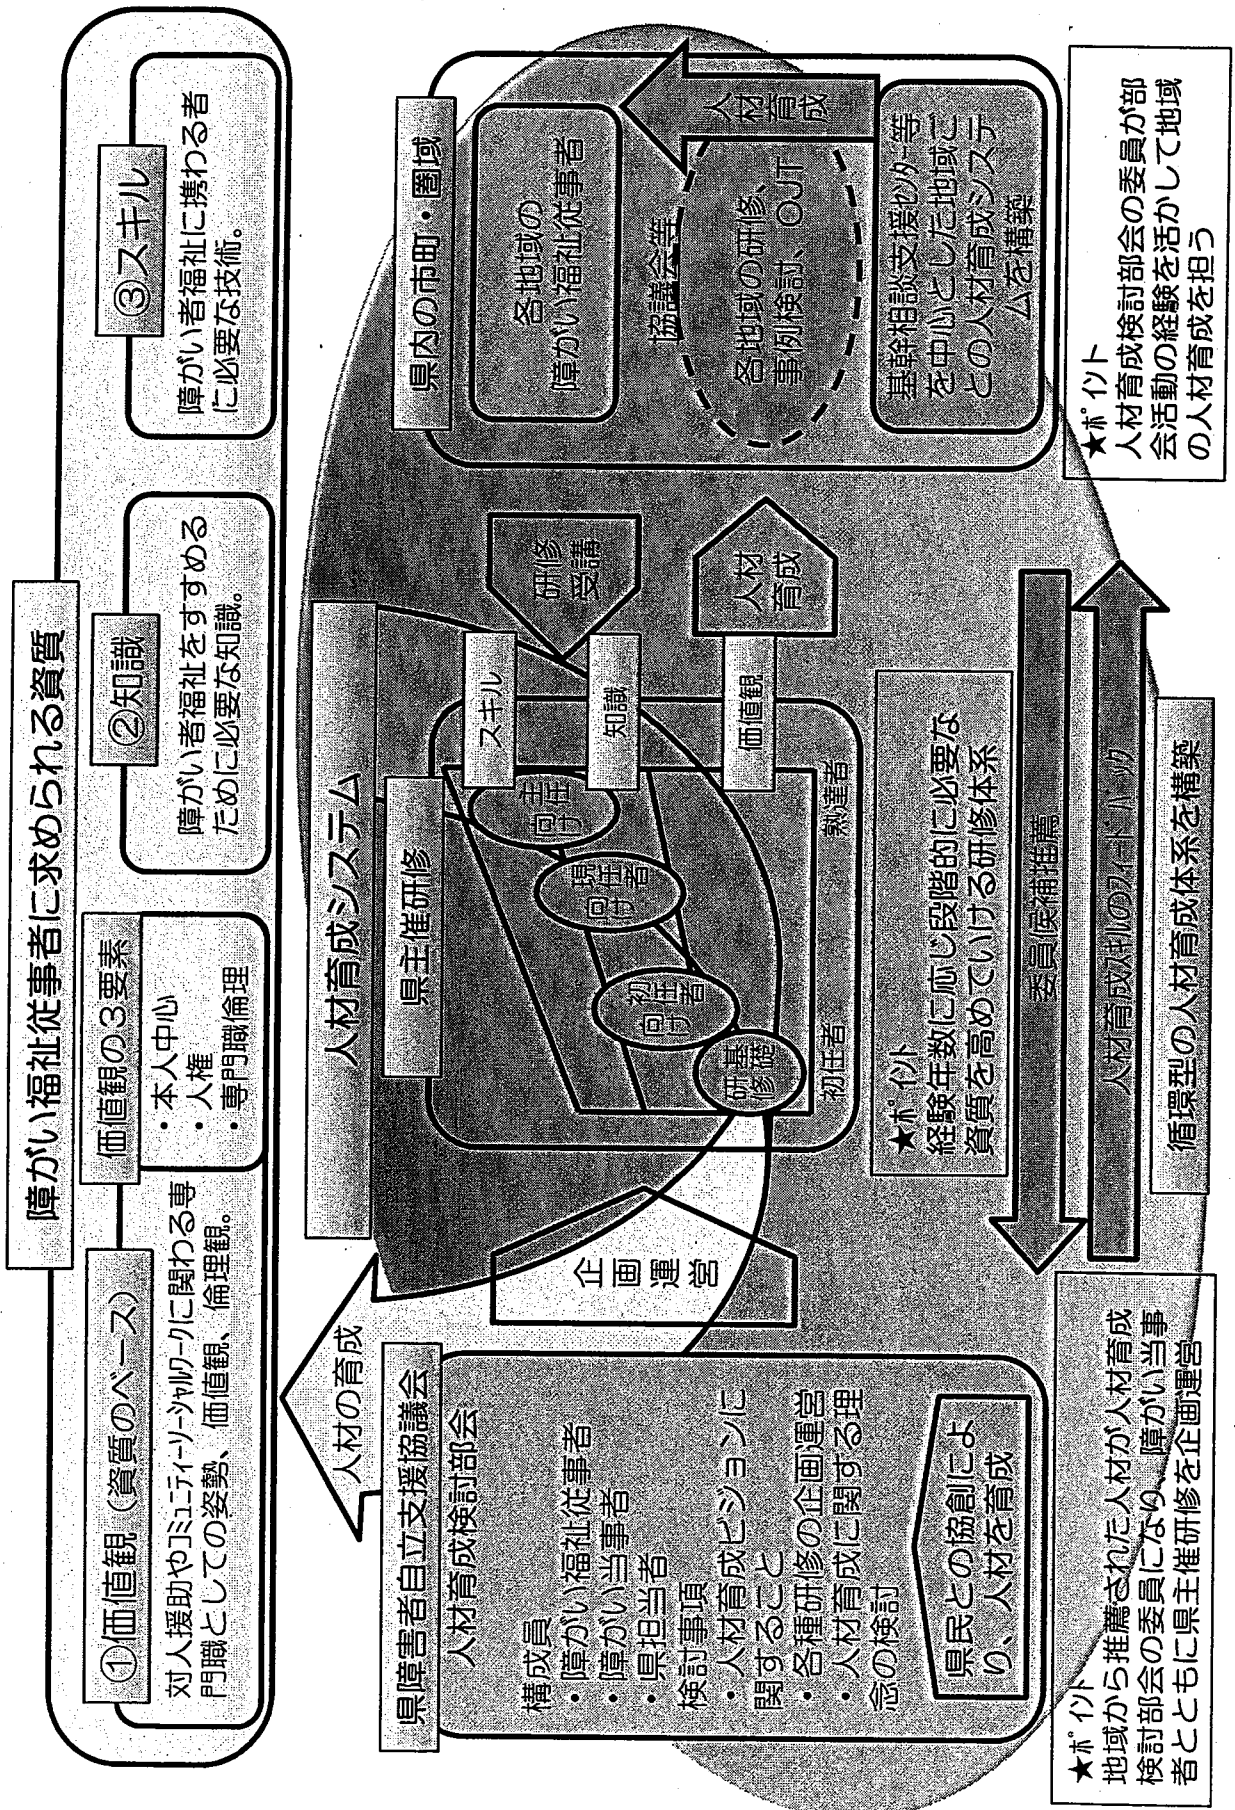 障がい福祉従事者に求められる資質
①価値観（資質のベース）
対人援助やコミュニティーソーシャルワークに関わる専
門職としての姿勢、価値観、倫理観。
価値観の３要素
・本人中心
・人権
・専門職倫理
②知識
障がい者福祉をすすめる
ために必要な知識。
③スキル
障がい者福祉に携わる者
に必要な技術。
人材の育成
県障害者自立支援協議会
人材育成検討部会
構成員
・障がい福祉従事者
・障がい当事者
・県担当者
検討事項
・人材育成ビジョンに
関すること
・各種研修の企画運営
・人材育成に関する理
念の検討
県民との協創によ
り、人材を育成
★ポイント
地域から推薦された人材が人材育成
検討部会の委員になり、障がい当事
者とともに県主催研修を企画運営
企画
運営
人材育成システム
県主催研修
基礎
研修
初任者
向け
現任者
向け
主任
向け
スキル
知識
価値観
初任者
熟達者
★ポイント
経験年数に応じ段階的に必要な
資質を高めていける研修体系
研修
受講
人材
育成
委員候補推薦
人材育成スキルのフィードバック
循環型の人材育成体系を構築
県内の市町・圏域
各地域の
障がい福祉従事者
協議会等
各地域の研修、
事例検討、OJT
人材
育成
基幹相談支援センター等
を中心とした地域ご
との人材育成システ
ムを構築
★ポイント
人材育成検討部会の委員が部
会活動の経験を活かして地域
の人材育成を担う